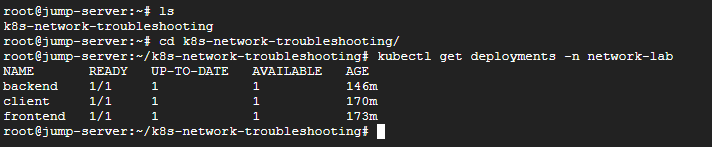 root@jump-server:~# ls
k8s-network-troubleshooting
root@jump-server:~# cd k8s-network-troubleshooting/
root@jump-server:~/k8s-network-troubleshooting# kubectl get deployments -n network-lab
NAME       READY   UP-TO-DATE   AVAILABLE   AGE
backend    1/1     1            1           146m
client     1/1     1            1           170m
frontend   1/1     1            1           173m
root@jump-server:~/k8s-network-troubleshooting#